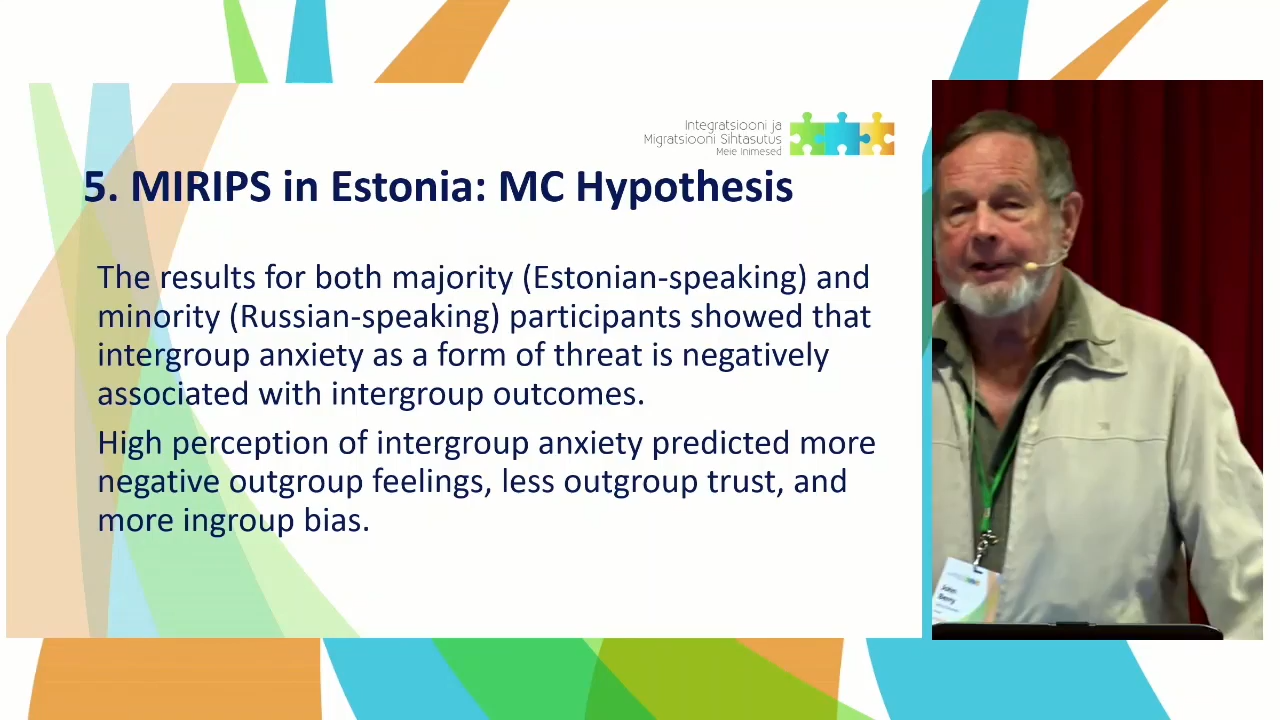 Integratsiooni ja
Migratsiooni Sihtasutus
Meie Inimesed
5. MIRIPS in Estonia: MC Hypothesis
The results for both majority (Estonian-speaking) and
minority (Russian-speaking) participants showed that
intergroup anxiety as a form of threat is negatively
associated with intergroup outcomes.
High perception of intergroup anxiety predicted more
negative outgroup feelings, less outgroup trust, and
more ingroup bias.
John
Berry